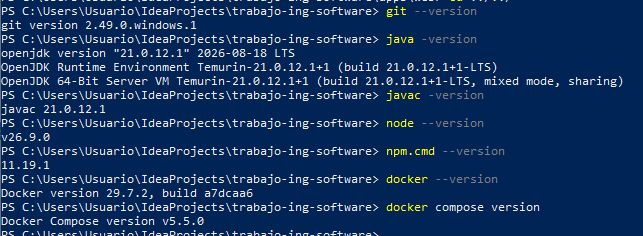 PS C:\Users\Usuario\IdeaProjects\trabajo-ing-software> git --version
git version 2.49.0.windows.1
PS C:\Users\Usuario\IdeaProjects\trabajo-ing-software> java -version
openjdk version "21.0.12.1" 2026-08-18 LTS
OpenJDK Runtime Environment Temurin-21.0.12.1+1 (build 21.0.12.1+1-LTS)
OpenJDK 64-Bit Server VM Temurin-21.0.12.1+1 (build 21.0.12.1+1-LTS, mixed mode, sharing)
PS C:\Users\Usuario\IdeaProjects\trabajo-ing-software> javac -version
javac 21.0.12.1
PS C:\Users\Usuario\IdeaProjects\trabajo-ing-software> node --version
v26.9.0
PS C:\Users\Usuario\IdeaProjects\trabajo-ing-software> npm.cmd --version
11.19.1
PS C:\Users\Usuario\IdeaProjects\trabajo-ing-software> docker --version
Docker version 29.7.2, build a7dcaa6
PS C:\Users\Usuario\IdeaProjects\trabajo-ing-software> docker compose version
Docker Compose version v5.5.0
PS C:\Users\Usuario\IdeaProjects\trabajo-ing-software>